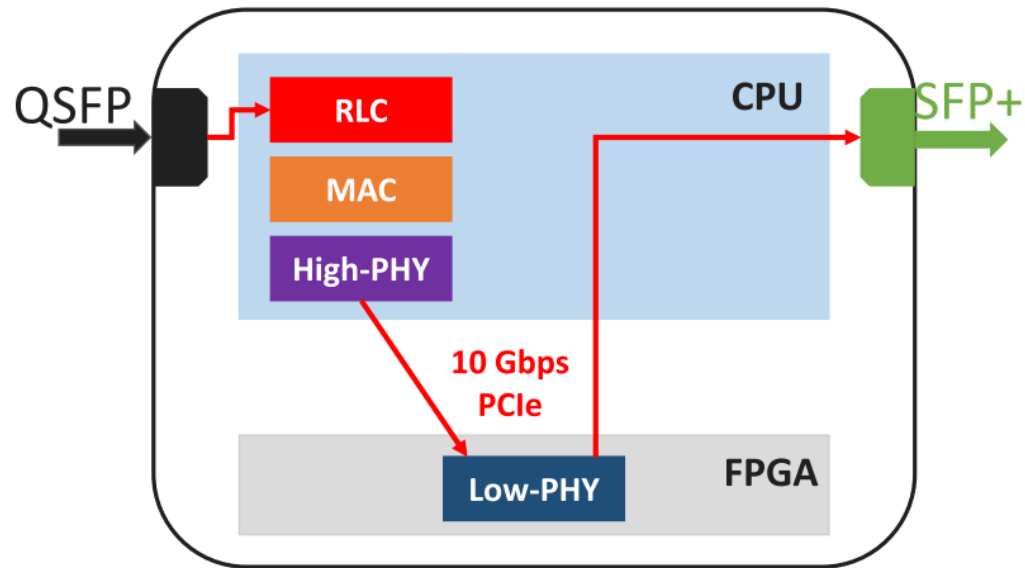 QSFP
RLC
CPU
SFP+
MAC
High-PHY
10 Gbps
PCIe
FPGA
Low-PHY